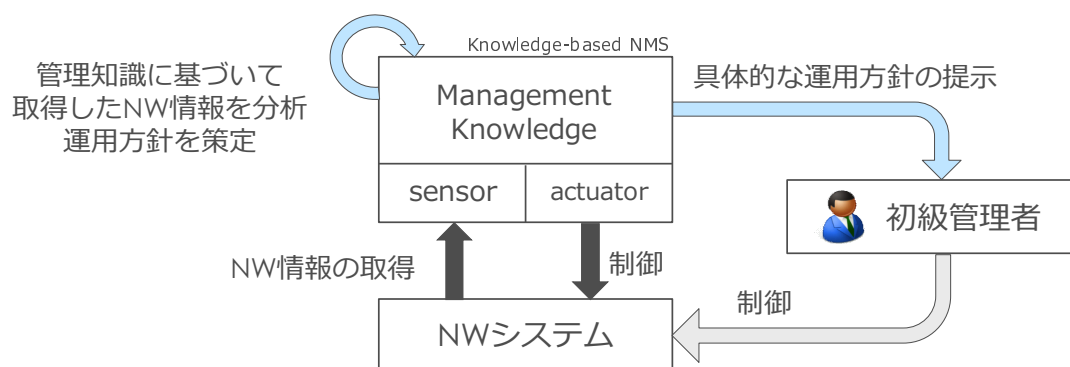 Knowledge-based NMS
管理知識に基づいて
取得したNW情報を分析
運用方針を策定
Management
Knowledge
具体的な運用方針の提示
sensor
actuator
初級管理者
NW情報の取得
制御
制御
NWシステム